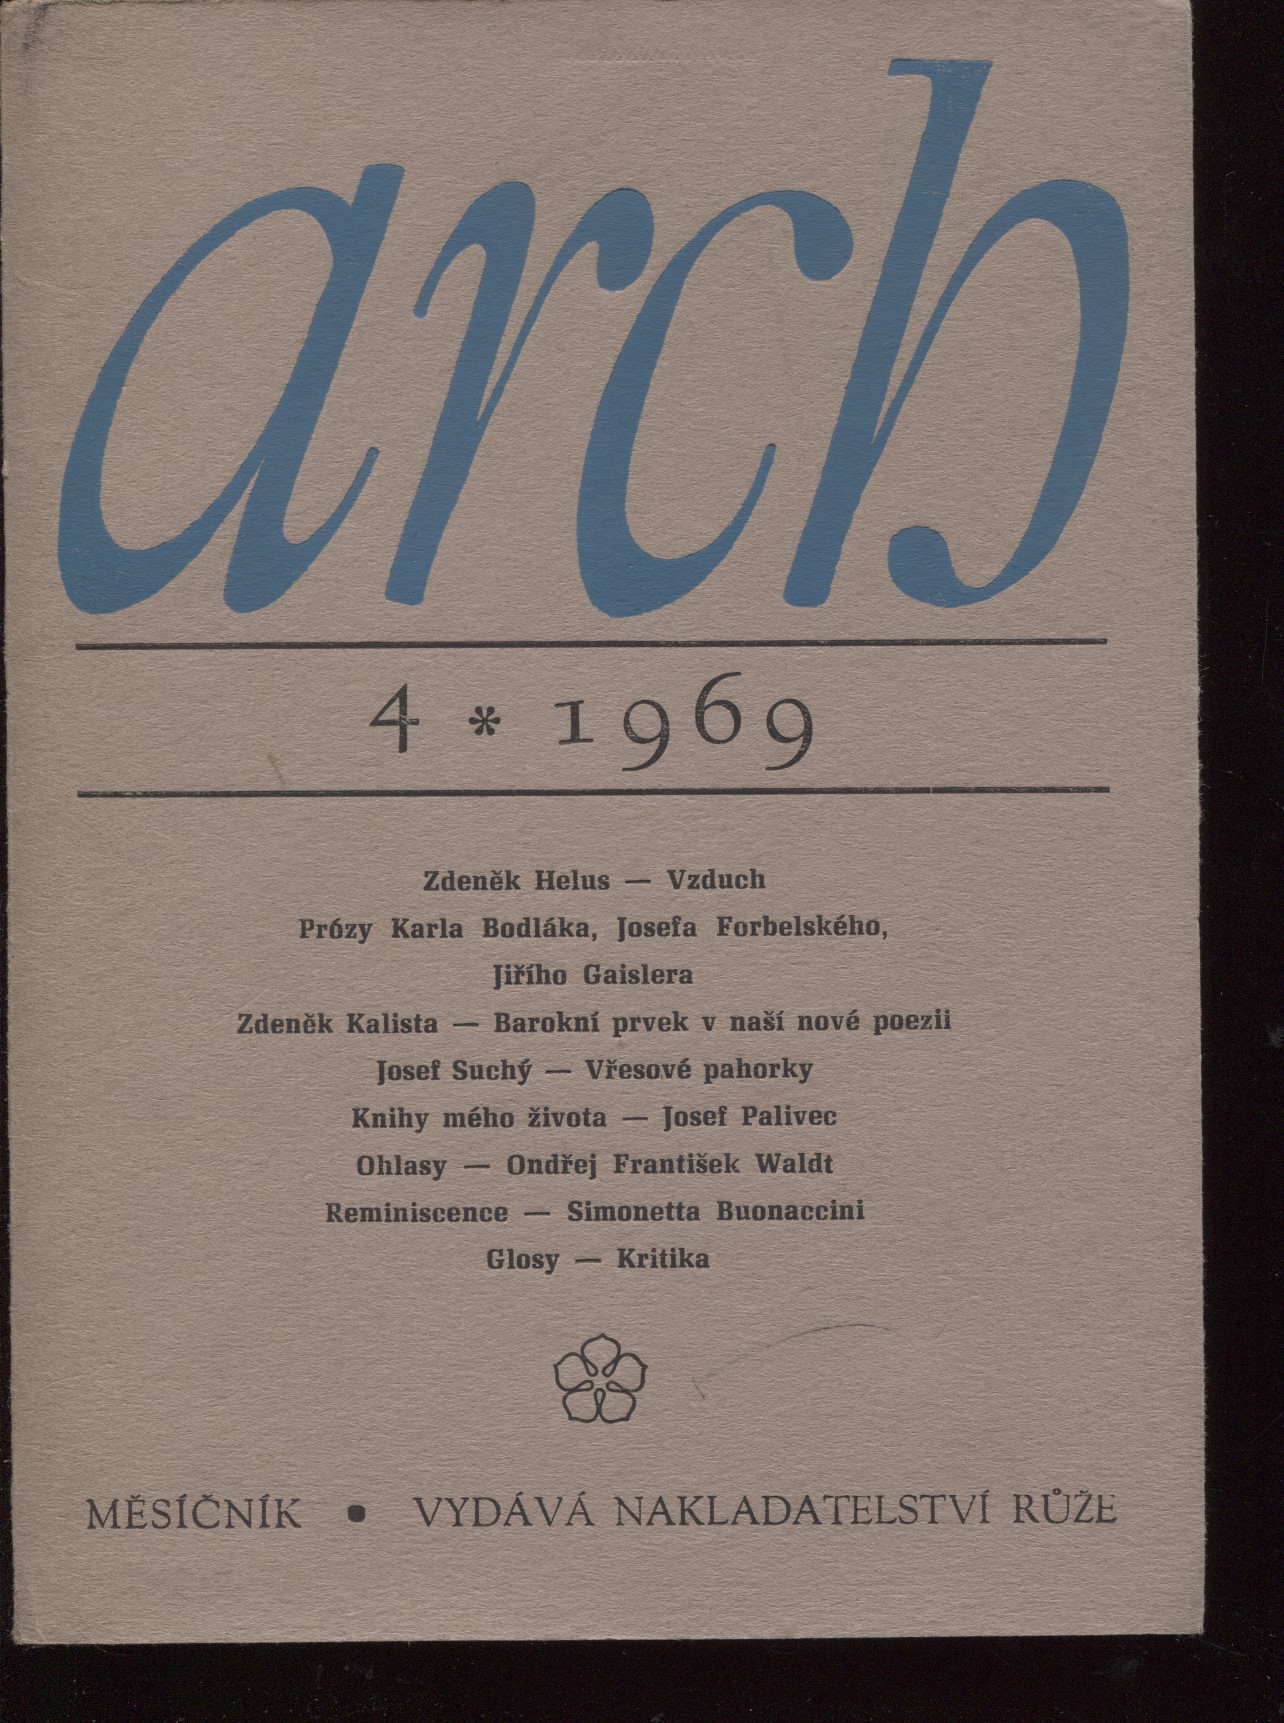 arch
4 * 1969
Zdeněk Helus — Vzduch
Prózy Karla Bodláka, Josefa Forbelského,
Jiřího Gaislera
Zdeněk Kalista — Barokní prvek v naší nové poezii
Josef Suchý — Vřesové pahorky
Knihy mého života — Josef Palivec
Ohlasy — Ondřej František Waldt
Reminiscence — Simonetta Buonaccini
Glosy — Kritika
MĚSÍČNÍK • VYDÁVÁ NAKLADATELSTVÍ RŮŽE